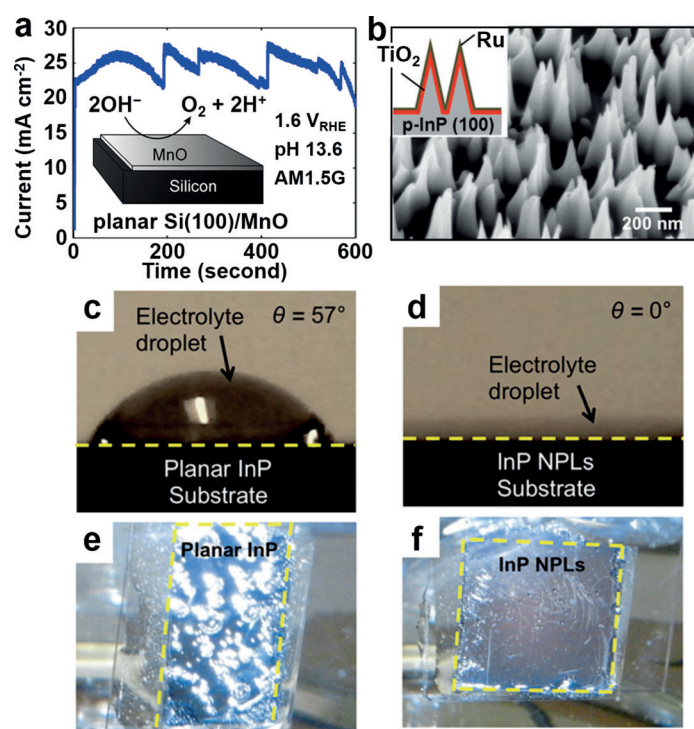 a
30
25
20
15
10
5
0
Current (mA cm⁻²)
2OH⁻
O₂ + 2H⁺
1.6 V_RHE
pH 13.6
AM1.5G
MnO
Silicon
planar Si(100)/MnO
0
200
400
600
Time (second)
b
Ru
TiO₂
p-InP (100)
200 nm
c
Electrolyte
droplet
θ = 57°
Planar InP
Substrate
d
θ = 0°
Electrolyte
droplet
InP NPLs
Substrate
e
Planar InP
f
InP NPLs